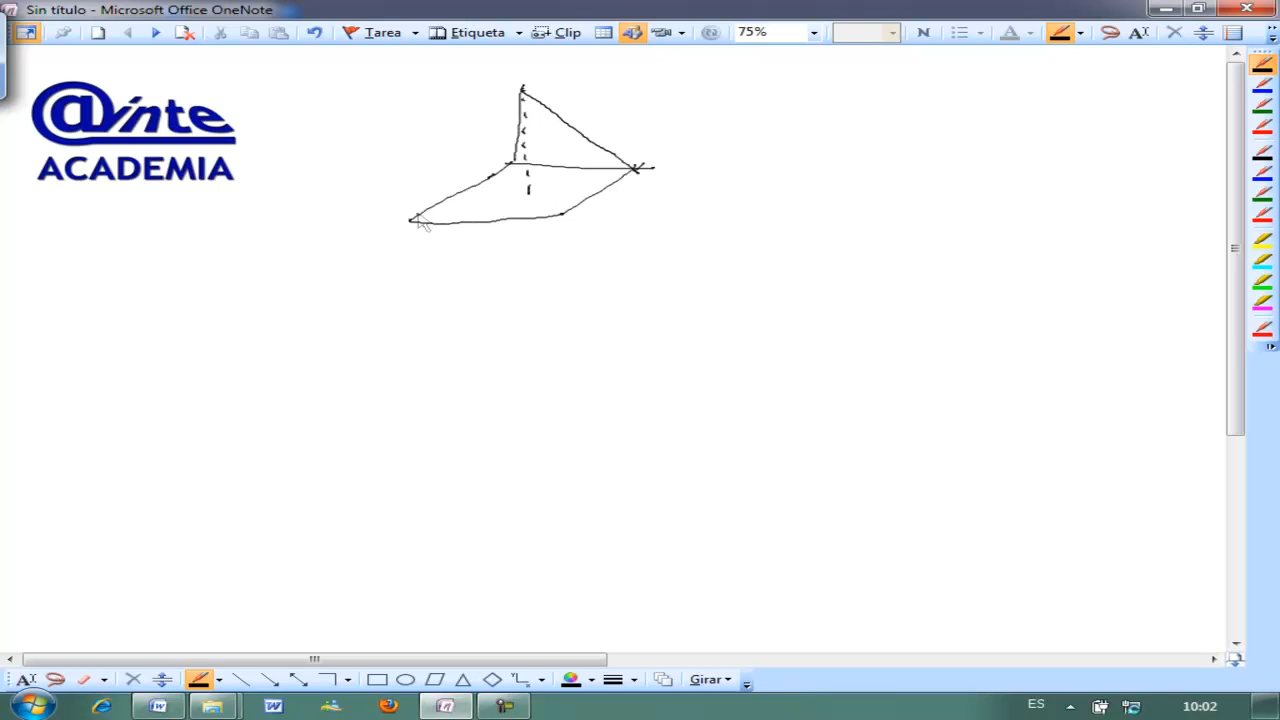 Sin título - Microsoft Office OneNote
Tarea Etiqueta Clip 75% N A A
@inte
ACADEMIA
A Girar
ES 10:02